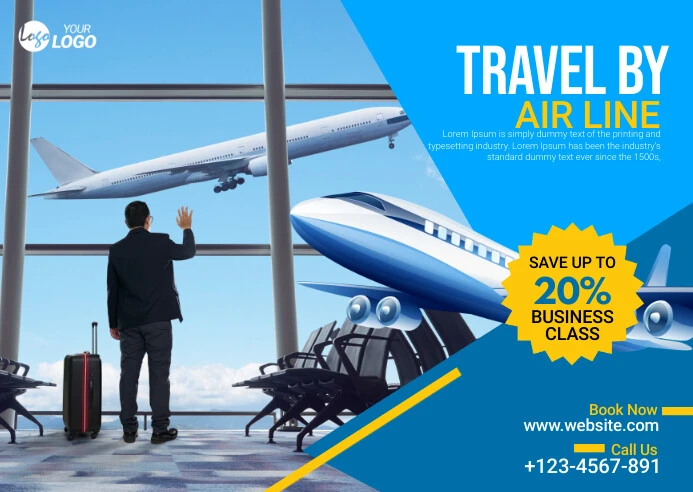 Logo
YOUR
LOGO
TRAVEL BY
AIR LINE
Lorem Ipsum is simply dummy text of the printing and
typesetting industry. Lorem Ipsum has been the industry's
standard dummy text ever since the 1500s,
SAVE UP TO
20%
BUSINESS
CLASS
Book Now
www.website.com
Call Us
+123-4567-891